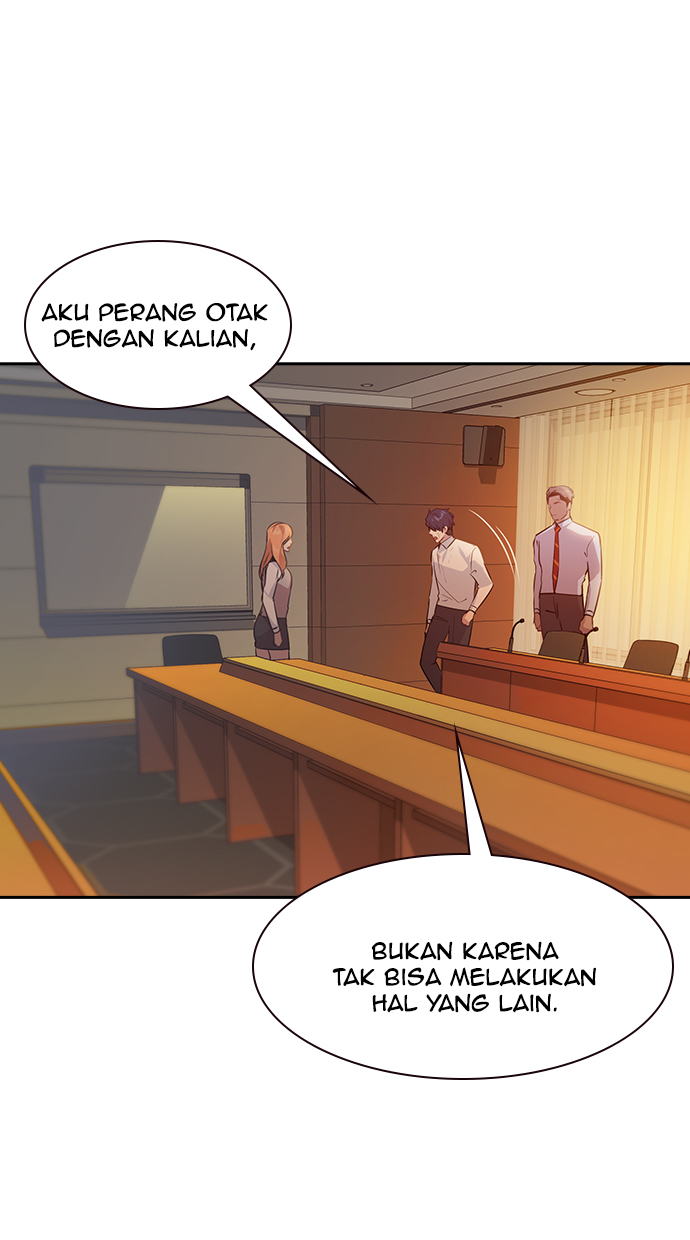 AKU PERANG OTAK
DENGAN KALIAN,
BUKAN KARENA
TAK BISA MELAKUKAN
HAL YANG LAIN.